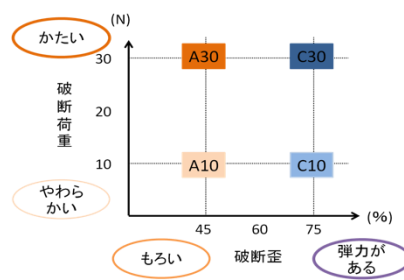 (N)
かたい
30
A30
C30
破断荷重
20
10
A10
C10
やわら
かい
(%)
45
60
75
もろい
破断歪
弾力が
ある